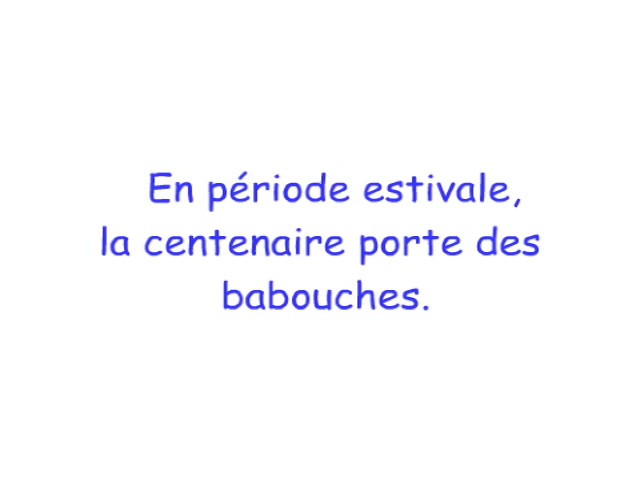 En période estivale,
la centenaire porte des
babouches.